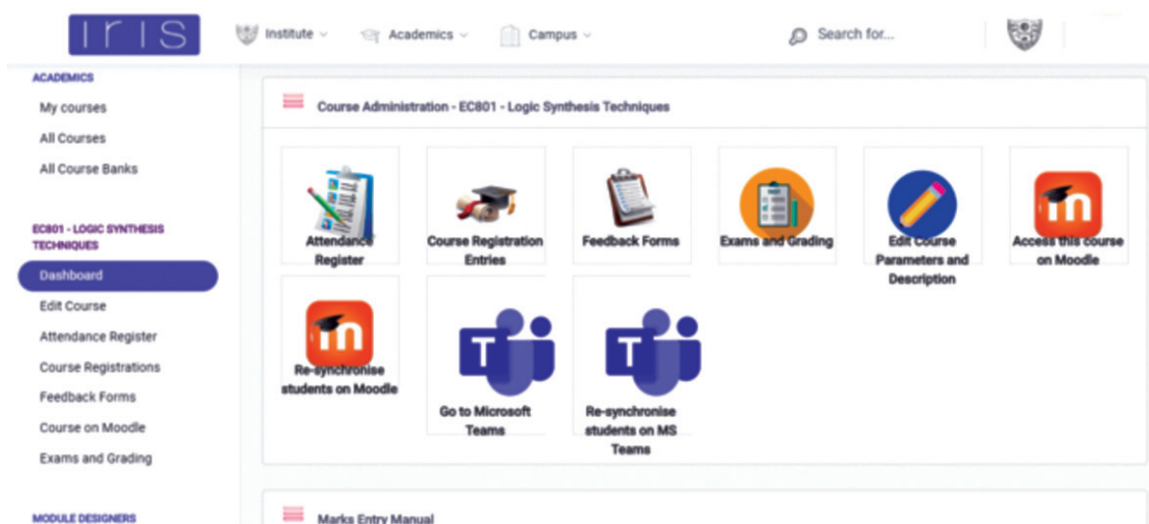 iris
Institute
Academics
Campus
Search for...
ACADEMICS
My courses
All Courses
All Course Banks
EC801 - LOGIC SYNTHESIS
TECHNIQUES
Dashboard
Edit Course
Attendance Register
Course Registrations
Feedback Forms
Course on Moodle
Exams and Grading
MODULE DESIGNERS
Course Administration - EC801 - Logic Synthesis Techniques
Attendance
Register
Course Registration
Entries
Feedback Forms
Exams and Grading
Edit Course
Parameters and
Description
Access this course
on Moodle
Re-synchronise
students on Moodle
Go to Microsoft
Teams
Re-synchronise
students on MS
Teams
Marks Entry Manual